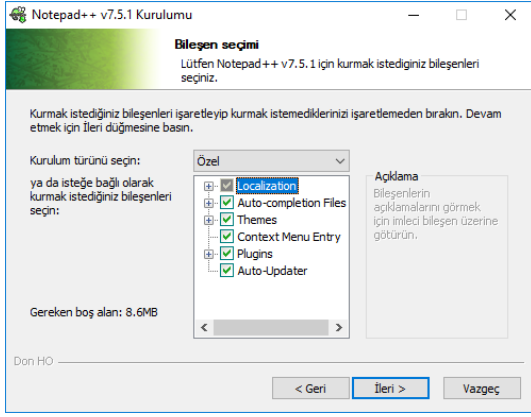 Notepad++ v7.5.1 Kurulumu
Bileşen seçimi
Lütfen Notepad++ v7.5.1 için kurmak istediginiz bileşenleri
seçiniz.
Kurmak istediğiniz bileşenleri işaretleyip kurmak istemediklerinizi işaretlemeden bırakın. Devam
etmek için İleri düğmesine basın.
Kurulum türünü seçin:
Özel
ya da isteğe bağlı olarak
kurmak istediğiniz bileşenleri
seçin:
Localization
Auto-completion Files
Themes
Context Menu Entry
Plugins
Auto-Updater
Açıklama
Bileşenlerin
açıklamalarını görmek
için imleci bileşen üzerine
götürün.
Gereken boş alan: 8.6MB
Don HO
< Geri
İleri >
Vazgeç